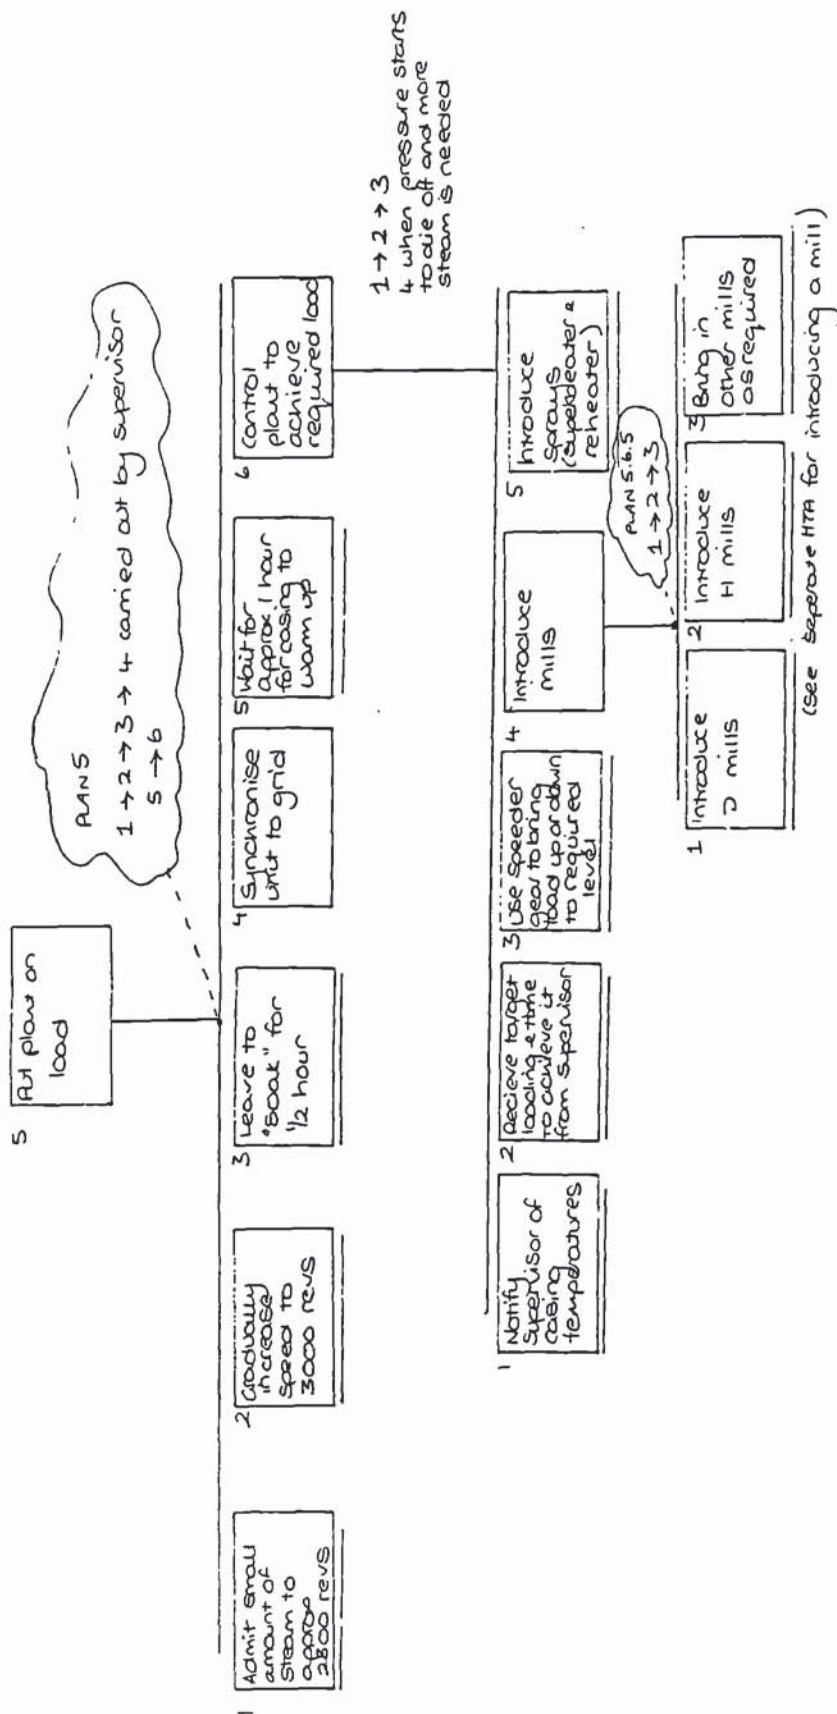 5
Put plant on
load
PLAN 5
1 → 2 → 3 → 4 carried out by supervisor
5 → 6
1
Admit small
amount of
steam to
approx
2800 revs
2
Gradually
increase
speed to
3000 revs
3
Leave to
"soak" for
1/2 hour
4
Synchronise
unit to grid
5
Wait for
approx 1 hour
for casing to
warm up
6
Control
plant to
achieve
required load
1 → 2 → 3
4 when pressure starts
to die off and more
steam is needed
1
Notify
Supervisor of
casing
temperatures
2
Recieve target
loading & time
to achieve it
from Supervisor
3
Use Speeder
gear to bring
load up or down
to required
level
4
Introduce
mills
5
Introduce
Sprays
(Superheater &
reheater)
PLAN 5.6.5
1 → 2 → 3
1
Introduce
J mills
2
Introduce
H mills
3
Bring in
other mills
as required
(see seperate HTA for introducing a mill)